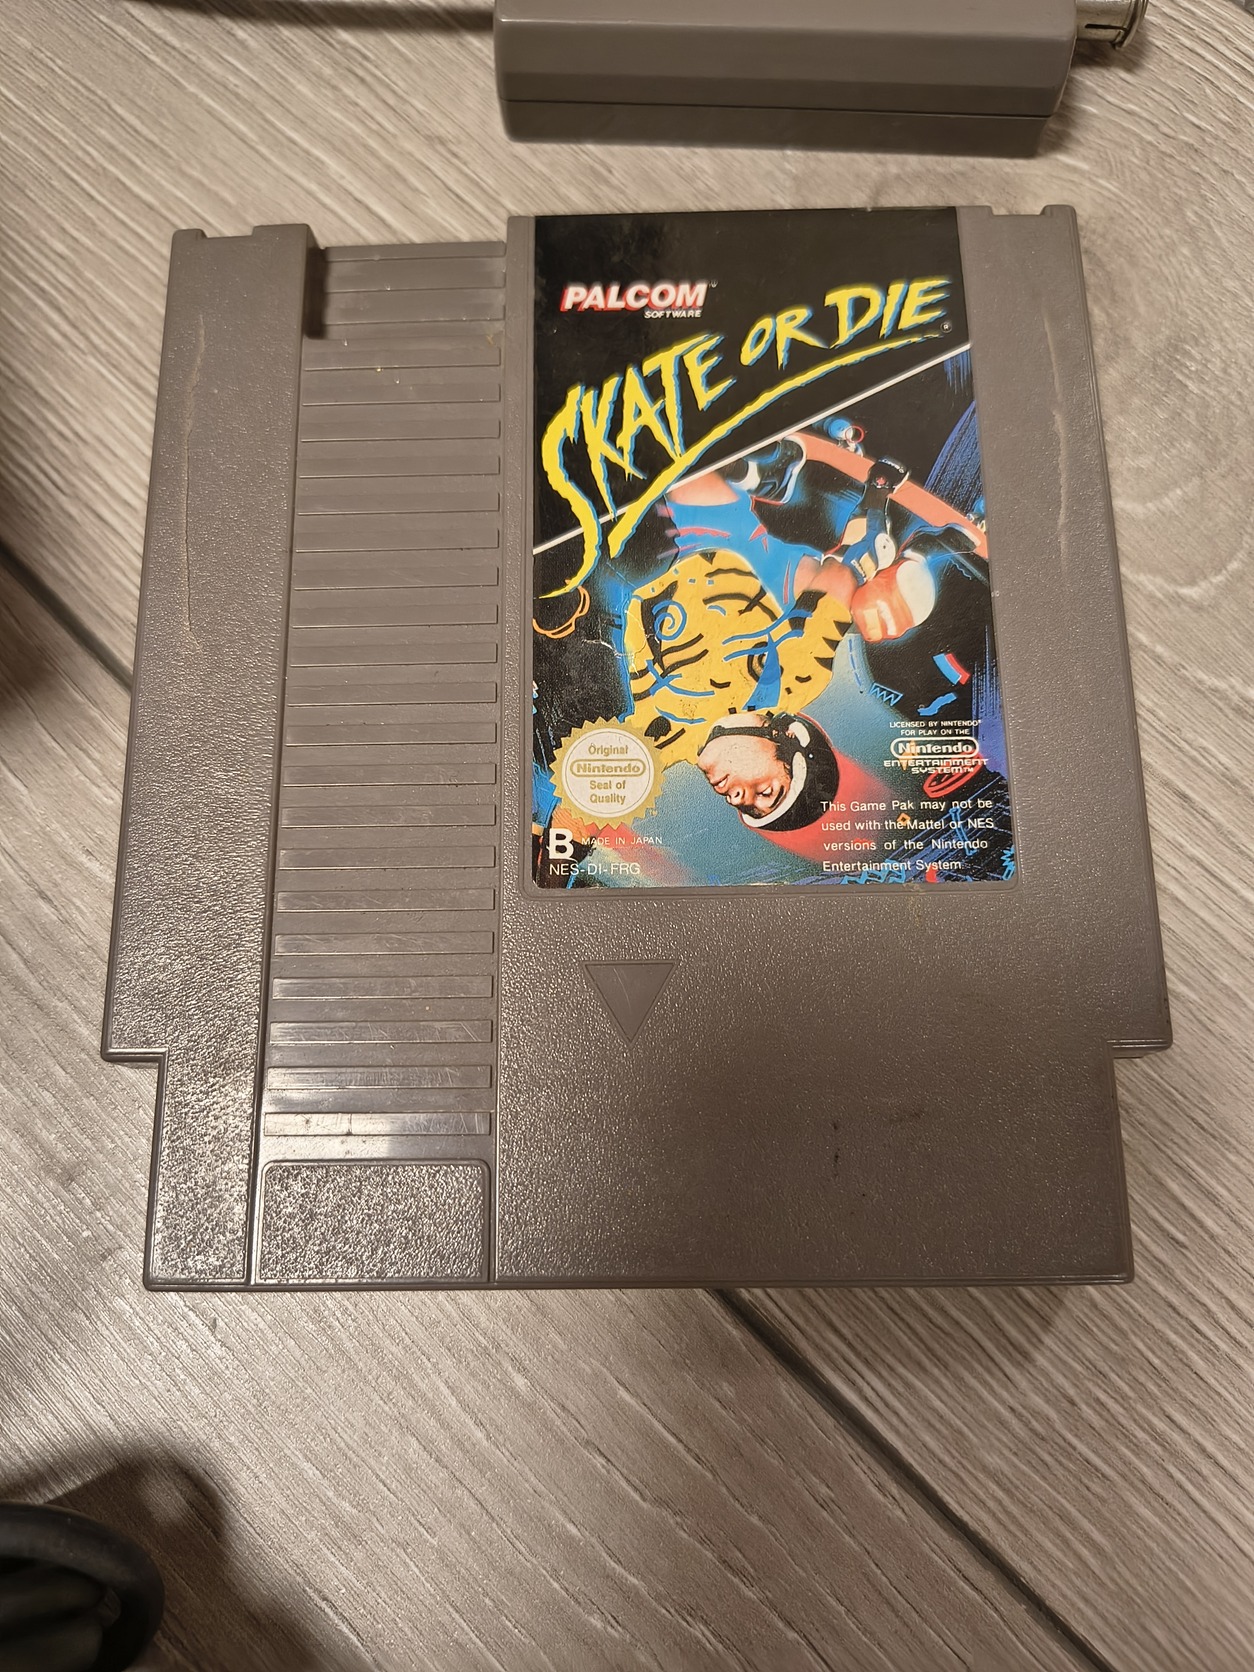 PALCOM™
SOFTWARE
SKATE OR DIE®
Original
Nintendo
Seal of
Quality
LICENSED BY NINTENDO®
FOR PLAY ON THE
Nintendo
ENTERTAINMENT
SYSTEM™
This Game Pak may not be
used with the Mattel or NES
versions of the Nintendo
Entertainment System.
B MADE IN JAPAN
NES-DI-FRG